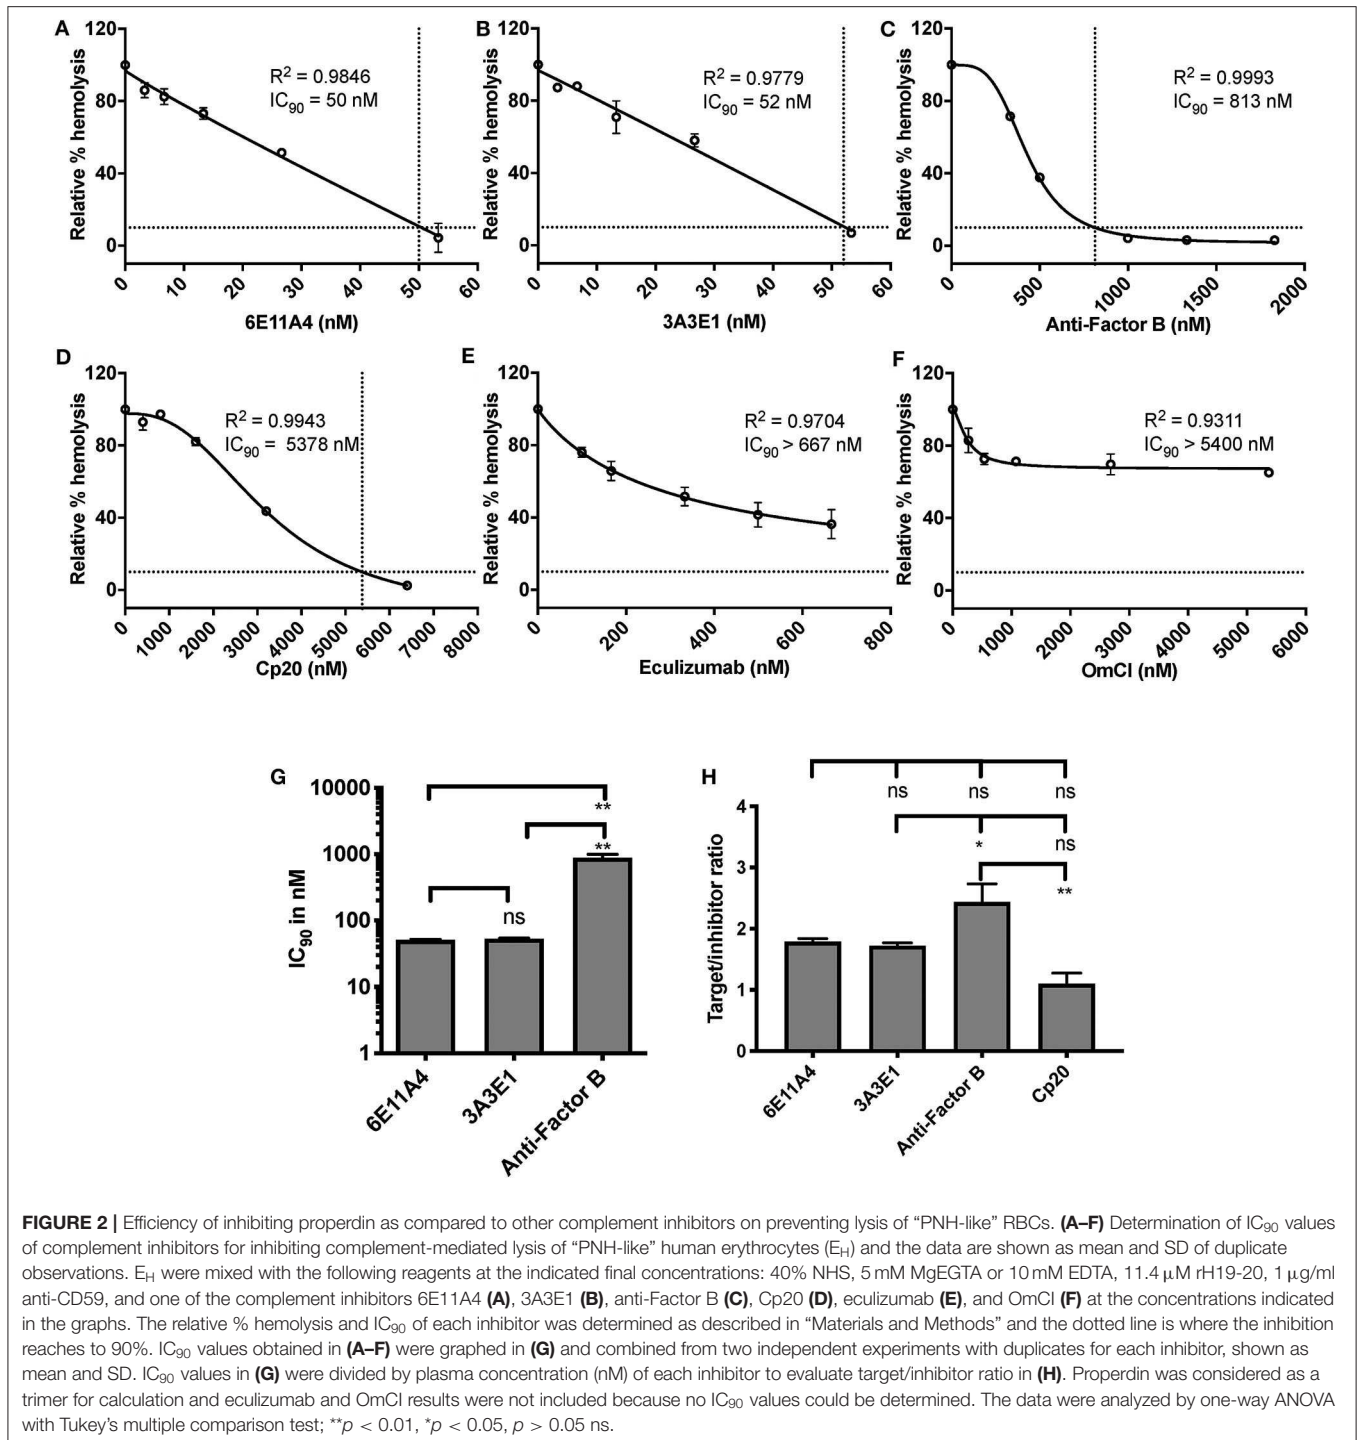 A
Relative % hemolysis
120
80
40
0
R² = 0.9846
IC₉₀ = 50 nM
0 10 20 30 40 50 60
6E11A4 (nM)
B
Relative % hemolysis
120
80
40
0
R² = 0.9779
IC₉₀ = 52 nM
0 10 20 30 40 50 60
3A3E1 (nM)
C
Relative % hemolysis
120
80
40
0
R² = 0.9993
IC₉₀ = 813 nM
0 500 1000 1500 2000
Anti-Factor B (nM)
D
Relative % hemolysis
120
80
40
0
R² = 0.9943
IC₉₀ = 5378 nM
0 1000 2000 3000 4000 5000 6000 7000 8000
Cp20 (nM)
E
Relative % hemolysis
120
80
40
0
R² = 0.9704
IC₉₀ > 667 nM
0 200 400 600 800
Eculizumab (nM)
F
Relative % hemolysis
120
80
40
0
R² = 0.9311
IC₉₀ > 5400 nM
0 1000 2000 3000 4000 5000 6000
OmCI (nM)
G
IC₉₀ in nM
10000
1000
100
10
1
**
**
ns
6E11A4 3A3E1 Anti-Factor B
H
Target/inhibitor ratio
4
3
2
1
0
ns ns ns
* ns
**
6E11A4 3A3E1 Anti-Factor B Cp20
FIGURE 2 | Efficiency of inhibiting properdin as compared to other complement inhibitors on preventing lysis of “PNH-like” RBCs. (A–F) Determination of IC₉₀ values
of complement inhibitors for inhibiting complement-mediated lysis of “PNH-like” human erythrocytes (E_H) and the data are shown as mean and SD of duplicate
observations. E_H were mixed with the following reagents at the indicated final concentrations: 40% NHS, 5 mM MgEGTA or 10 mM EDTA, 11.4 μM rH19-20, 1 μg/ml
anti-CD59, and one of the complement inhibitors 6E11A4 (A), 3A3E1 (B), anti-Factor B (C), Cp20 (D), eculizumab (E), and OmCI (F) at the concentrations indicated
in the graphs. The relative % hemolysis and IC₉₀ of each inhibitor was determined as described in “Materials and Methods” and the dotted line is where the inhibition
reaches to 90%. IC₉₀ values obtained in (A–F) were graphed in (G) and combined from two independent experiments with duplicates for each inhibitor, shown as
mean and SD. IC₉₀ values in (G) were divided by plasma concentration (nM) of each inhibitor to evaluate target/inhibitor ratio in (H). Properdin was considered as a
trimer for calculation and eculizumab and OmCI results were not included because no IC₉₀ values could be determined. The data were analyzed by one-way ANOVA
with Tukey’s multiple comparison test; **p < 0.01, *p < 0.05, p > 0.05 ns.